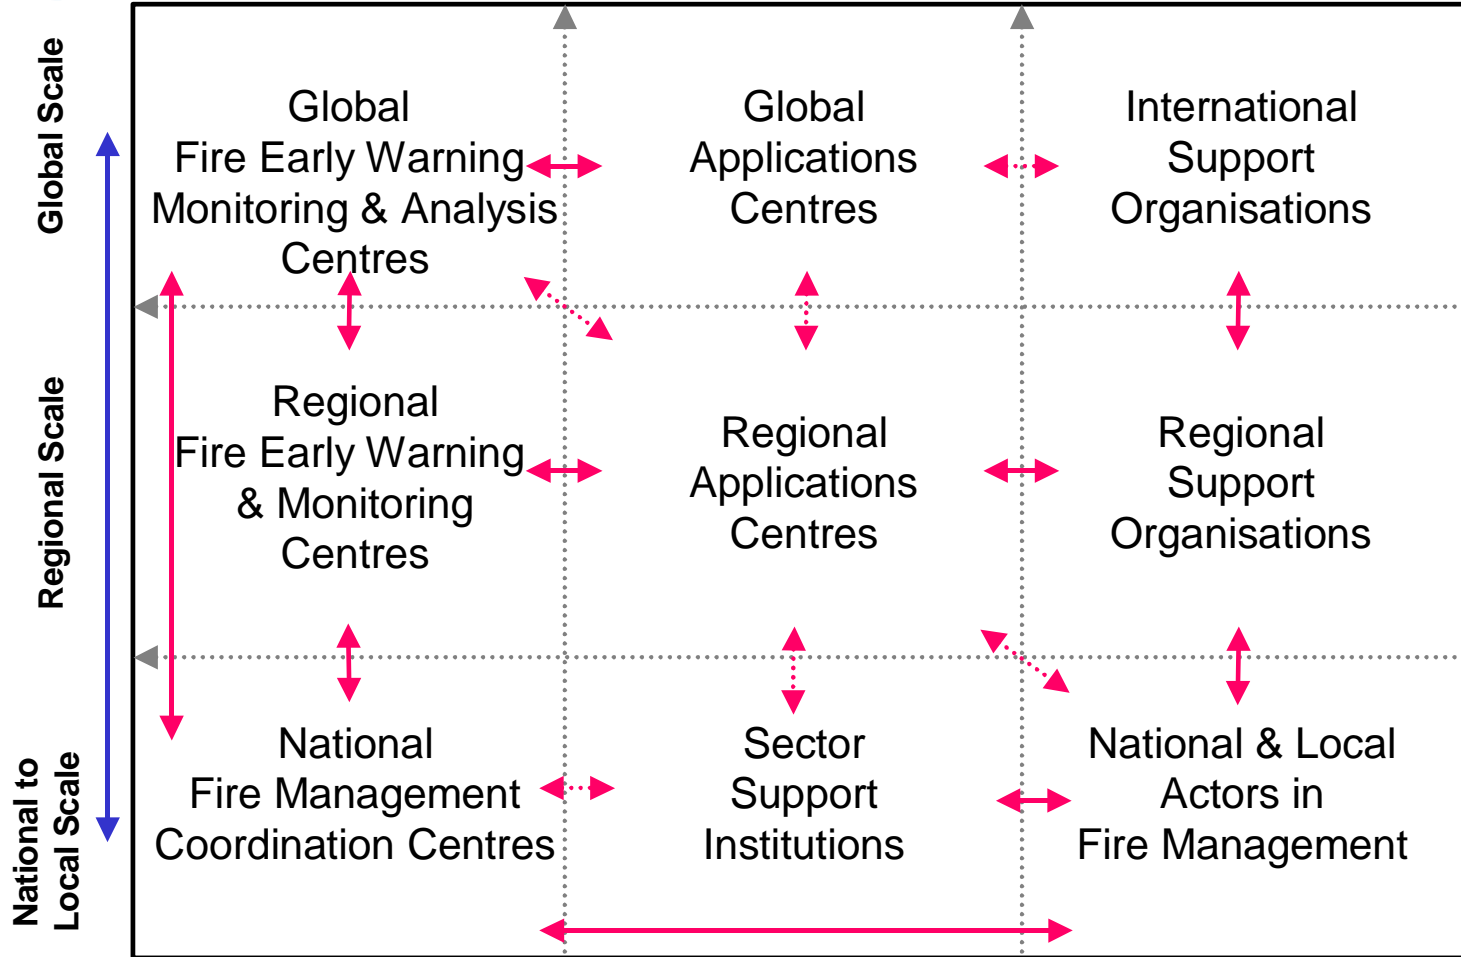 Global Scale
Global
Fire Early Warning
Monitoring & Analysis
Centres
Global
Applications
Centres
International
Support
Organisations
Regional Scale
Regional
Fire Early Warning
& Monitoring
Centres
Regional
Applications
Centres
Regional
Support
Organisations
National to
Local Scale
National
Fire Management
Coordination Centres
Sector
Support
Institutions
National & Local
Actors in
Fire Management